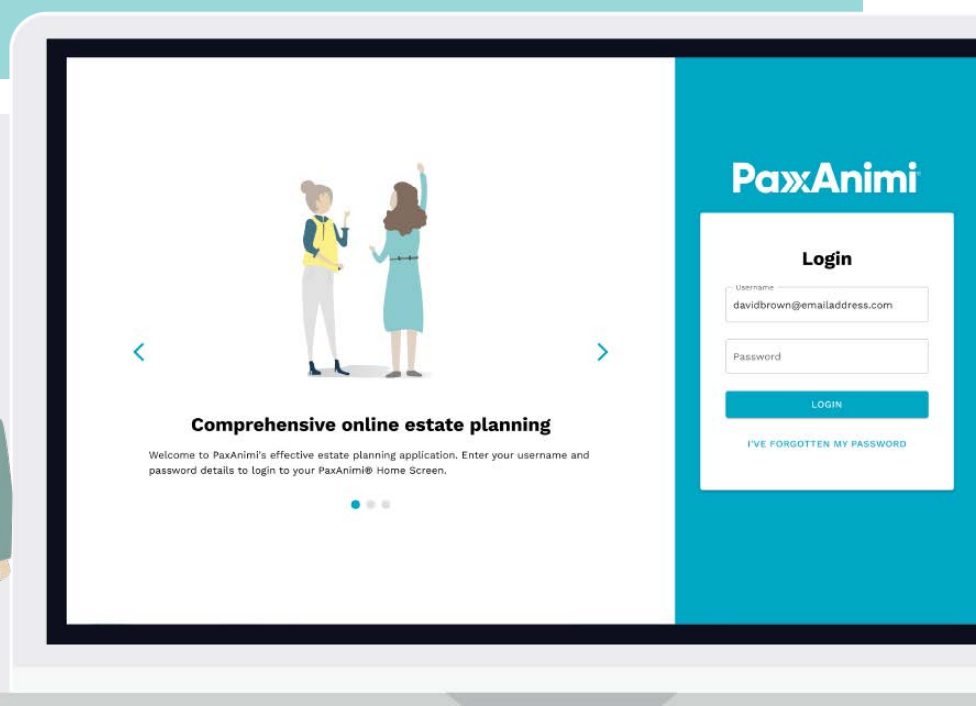 PaxAnimi
Login
Username
davidbrown@emailaddress.com
Password
LOGIN
I'VE FORGOTTEN MY PASSWORD
Comprehensive online estate planning
Welcome to PaxAnimi's effective estate planning application. Enter your username and
password details to login to your PaxAnimi® Home Screen.